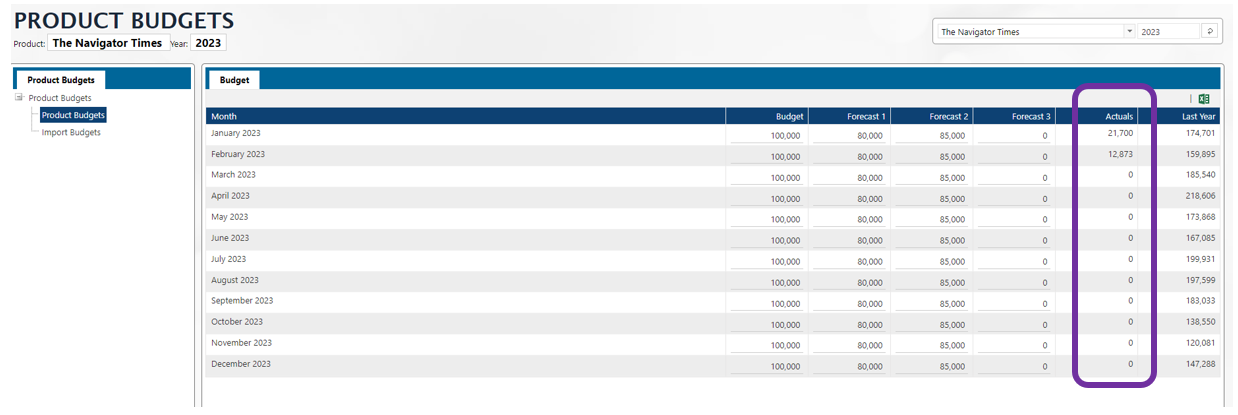 PRODUCT BUDGETS
Product: The Navigator Times Year: 2023
The Navigator Times 2023
Product Budgets
Product Budgets
Product Budgets
Import Budgets
Budget
Month Budget Forecast 1 Forecast 2 Forecast 3 Actuals Last Year
January 2023 100,000 80,000 85,000 0 21,700 174,701
February 2023 100,000 80,000 85,000 0 12,873 159,895
March 2023 100,000 80,000 85,000 0 0 185,540
April 2023 100,000 80,000 85,000 0 0 218,606
May 2023 100,000 80,000 85,000 0 0 173,868
June 2023 100,000 80,000 85,000 0 0 167,085
July 2023 100,000 80,000 85,000 0 0 199,931
August 2023 100,000 80,000 85,000 0 0 197,599
September 2023 100,000 80,000 85,000 0 0 183,033
October 2023 100,000 80,000 85,000 0 0 138,550
November 2023 100,000 80,000 85,000 0 0 120,081
December 2023 100,000 80,000 85,000 0 0 147,288